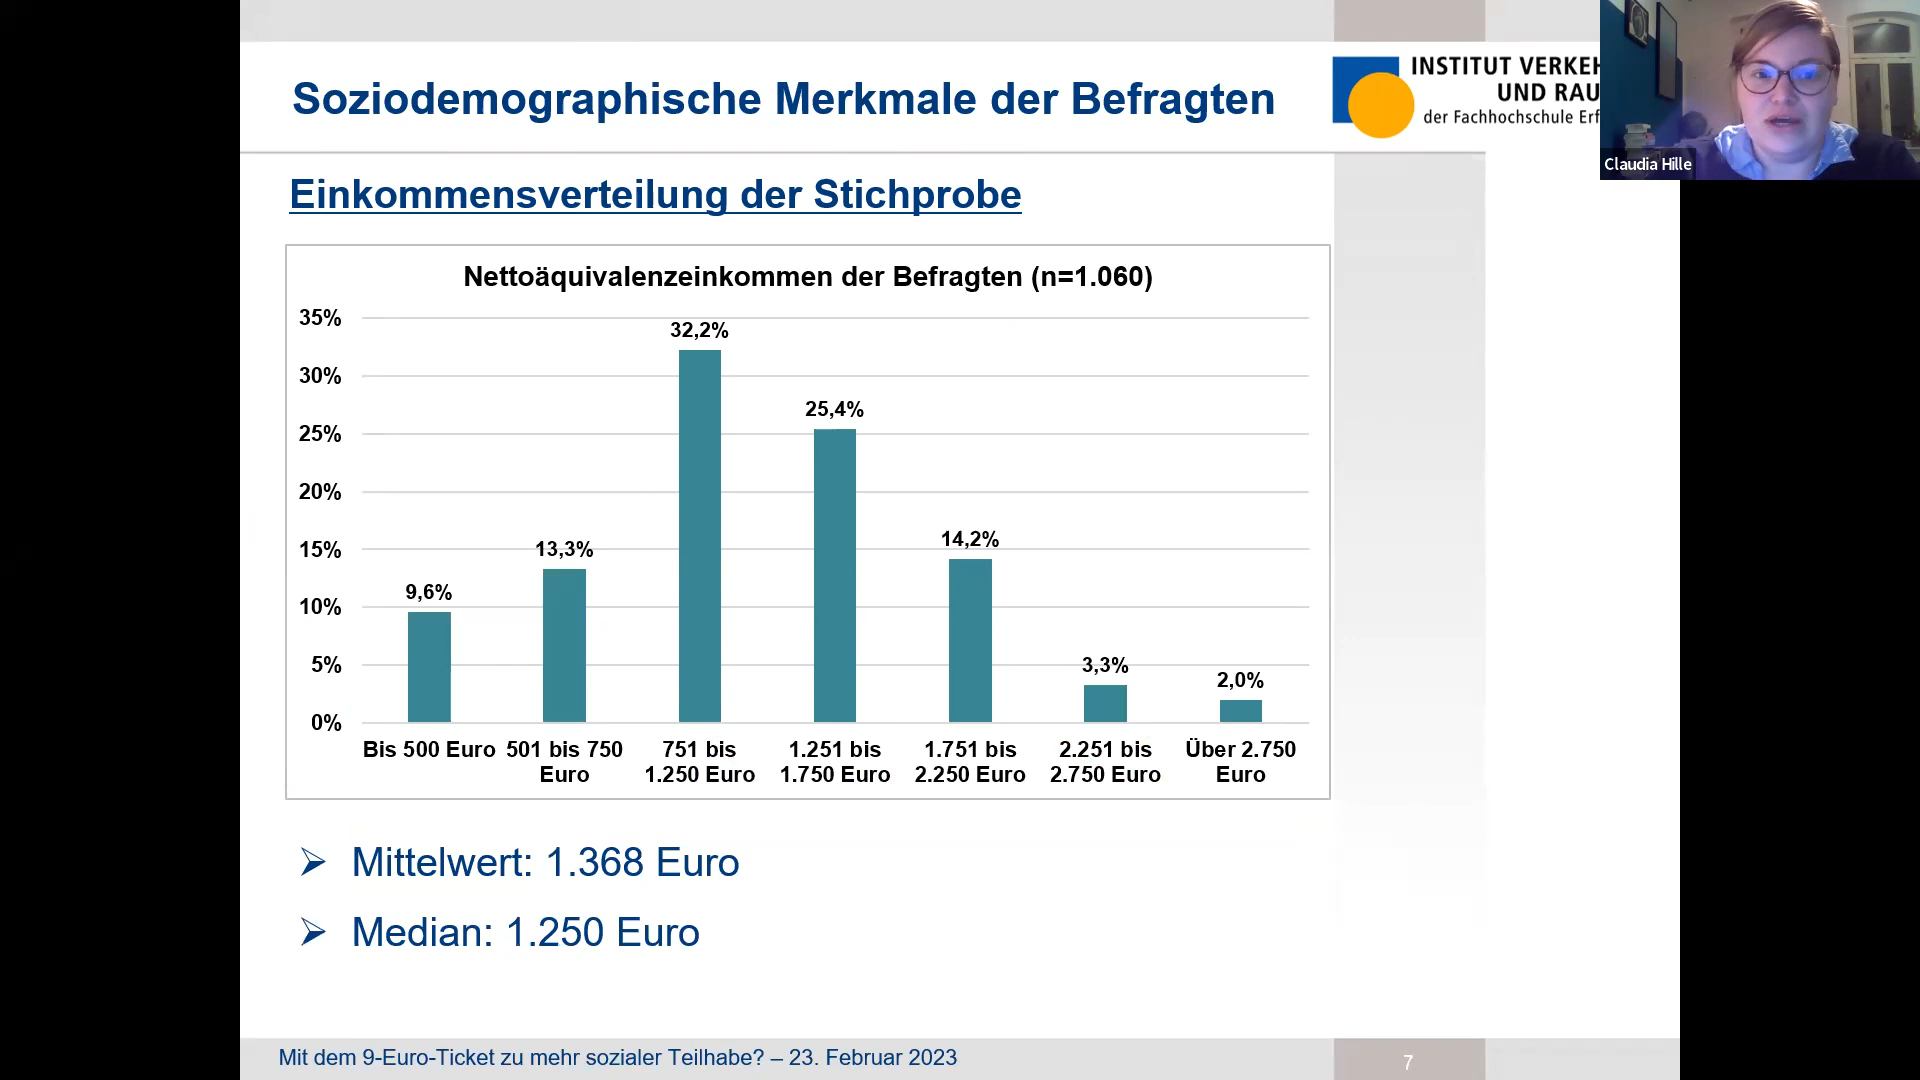 Soziodemographische Merkmale der Befragten
INSTITUT VERKEH
UND RAU
der Fachhochschule Erf
Claudia Hille
Einkommensverteilung der Stichprobe
Nettoäquivalenzeinkommen der Befragten (n=1.060)
35%
30%
25%
20%
15%
10%
5%
0%
9,6%
13,3%
32,2%
25,4%
14,2%
3,3%
2,0%
Bis 500 Euro
501 bis 750
Euro
751 bis
1.250 Euro
1.251 bis
1.750 Euro
1.751 bis
2.250 Euro
2.251 bis
2.750 Euro
Über 2.750
Euro
➢ Mittelwert: 1.368 Euro
➢ Median: 1.250 Euro
Mit dem 9-Euro-Ticket zu mehr sozialer Teilhabe? – 23. Februar 2023
7